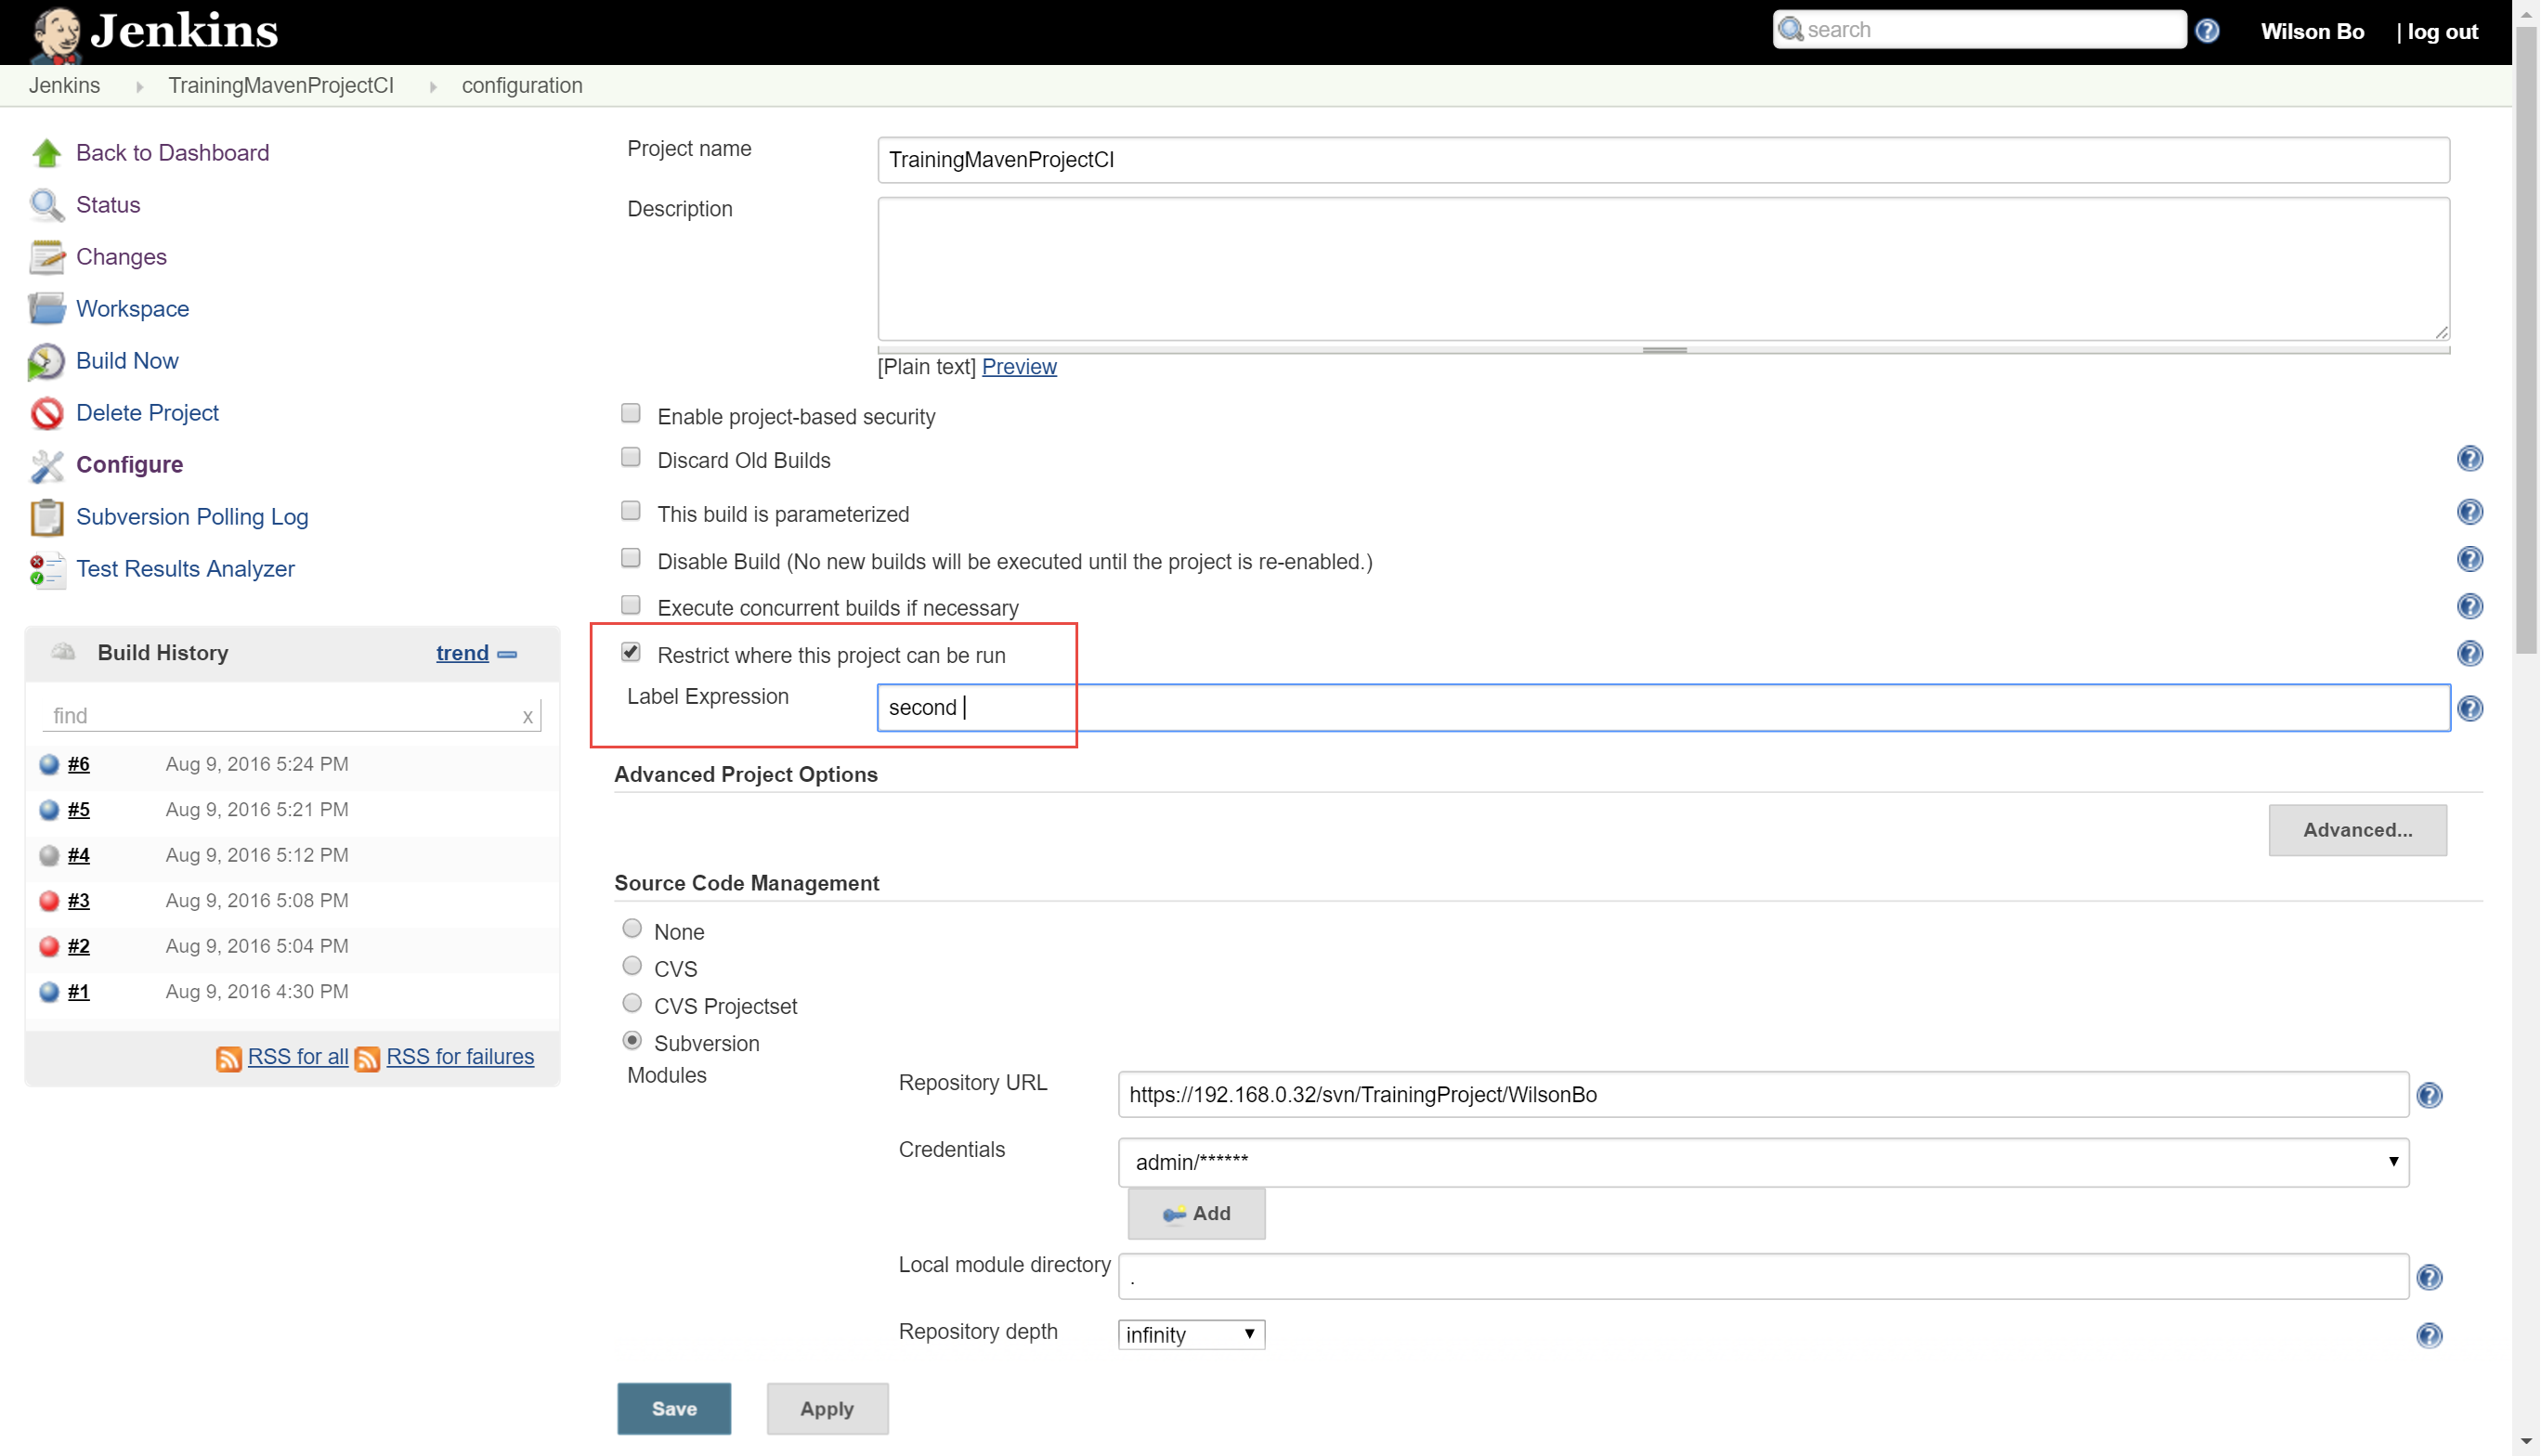 Jenkins
search
Wilson Bo | log out
Jenkins TrainingMavenProjectCI configuration
Back to Dashboard
Status
Changes
Workspace
Build Now
Delete Project
Configure
Subversion Polling Log
Test Results Analyzer
Build History trend
find x
#6 Aug 9, 2016 5:24 PM
#5 Aug 9, 2016 5:21 PM
#4 Aug 9, 2016 5:12 PM
#3 Aug 9, 2016 5:08 PM
#2 Aug 9, 2016 5:04 PM
#1 Aug 9, 2016 4:30 PM
RSS for all RSS for failures
Project name TrainingMavenProjectCI
Description
[Plain text] Preview
Enable project-based security
Discard Old Builds
This build is parameterized
Disable Build (No new builds will be executed until the project is re-enabled.)
Execute concurrent builds if necessary
Restrict where this project can be run
Label Expression second
Advanced Project Options
Advanced...
Source Code Management
None
CVS
CVS Projectset
Subversion
Modules
Repository URL https://192.168.0.32/svn/TrainingProject/WilsonBo
Credentials admin/******
Add
Local module directory .
Repository depth infinity
Save Apply